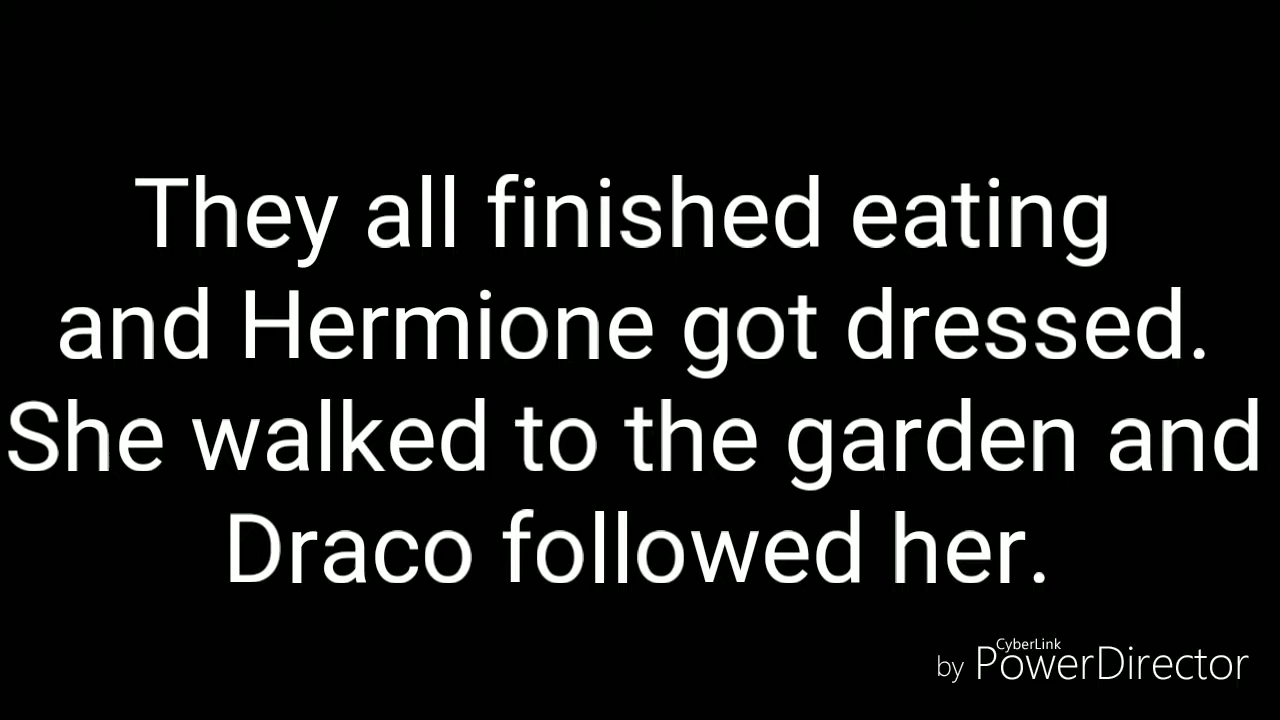 They all finished eating
and Hermione got dressed.
She walked to the garden and
Draco followed her.
CyberLink
by PowerDirector